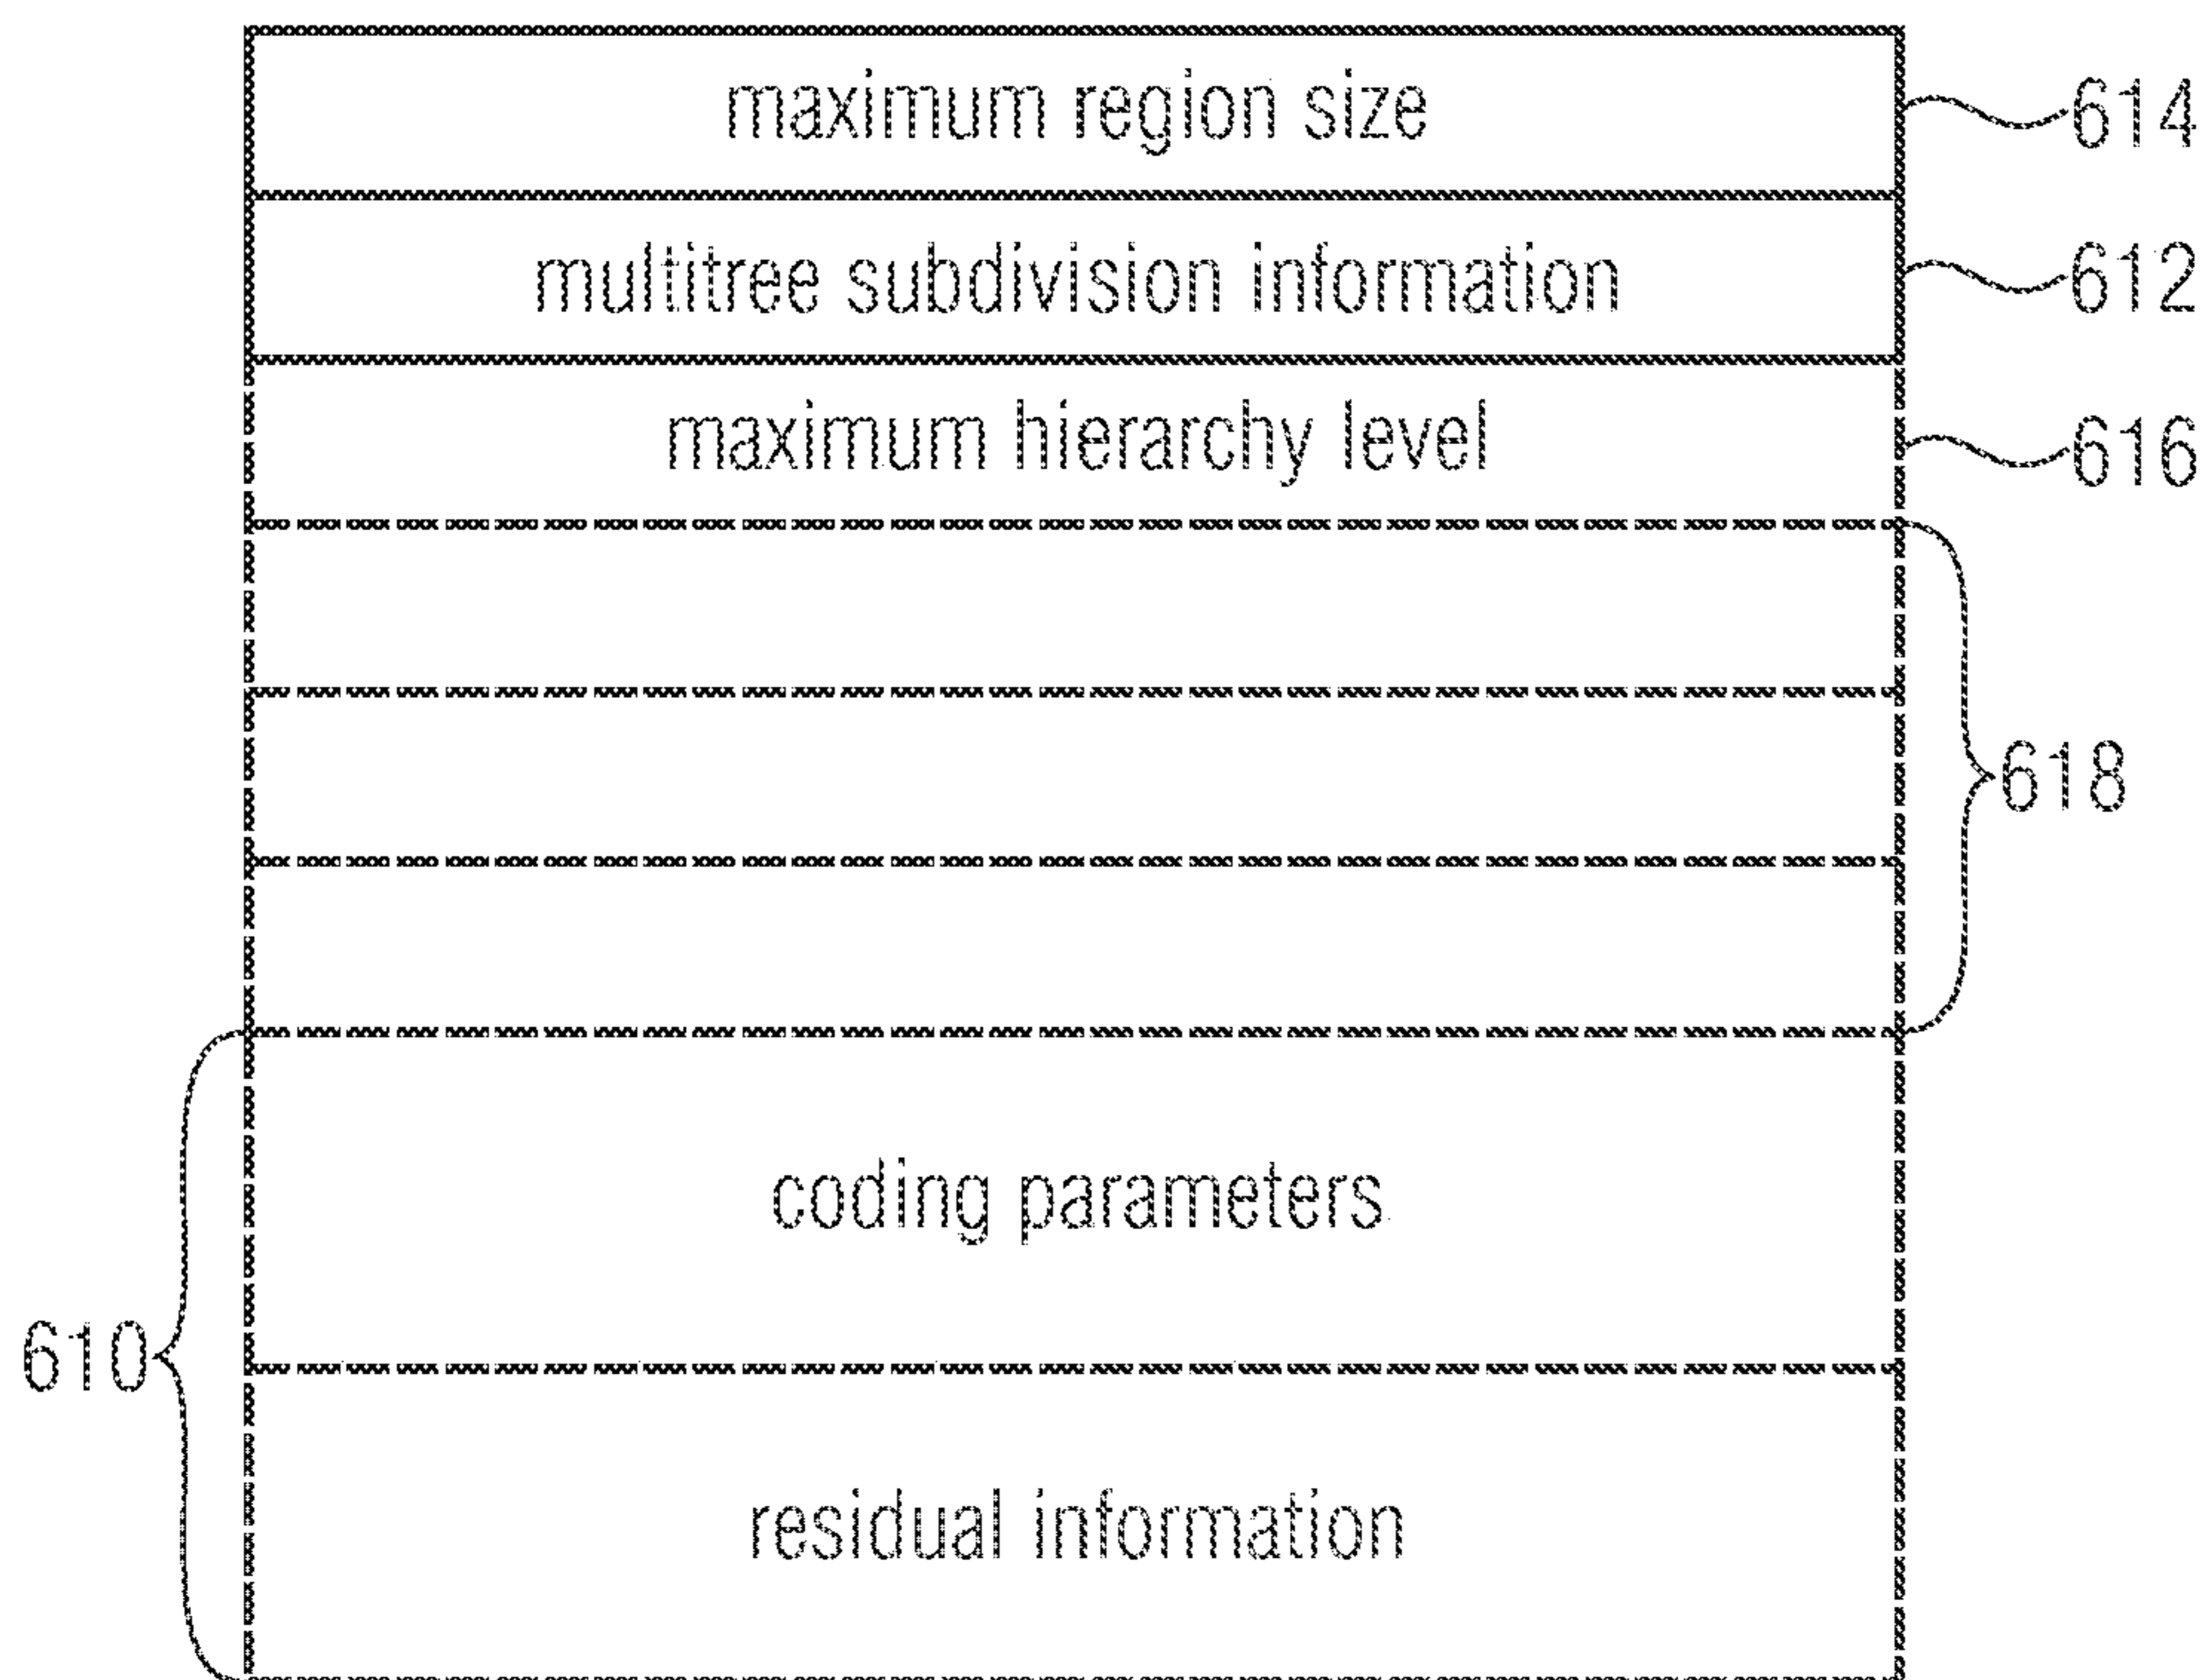 maximum region size 614
multitree subdivision information 612
maximum hierarchy level 616
618
coding parameters
610
residual information